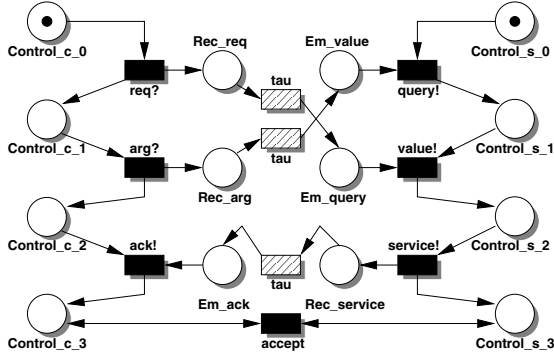 Rec_req Em_value
Control_c_0 Control_s_0
tau
req? query!
Control_c_1 tau Control_s_1
arg? value!
Rec_arg Em_query
Control_c_2 ack! service! Control_s_2
tau
Em_ack Rec_service
Control_c_3 accept Control_s_3